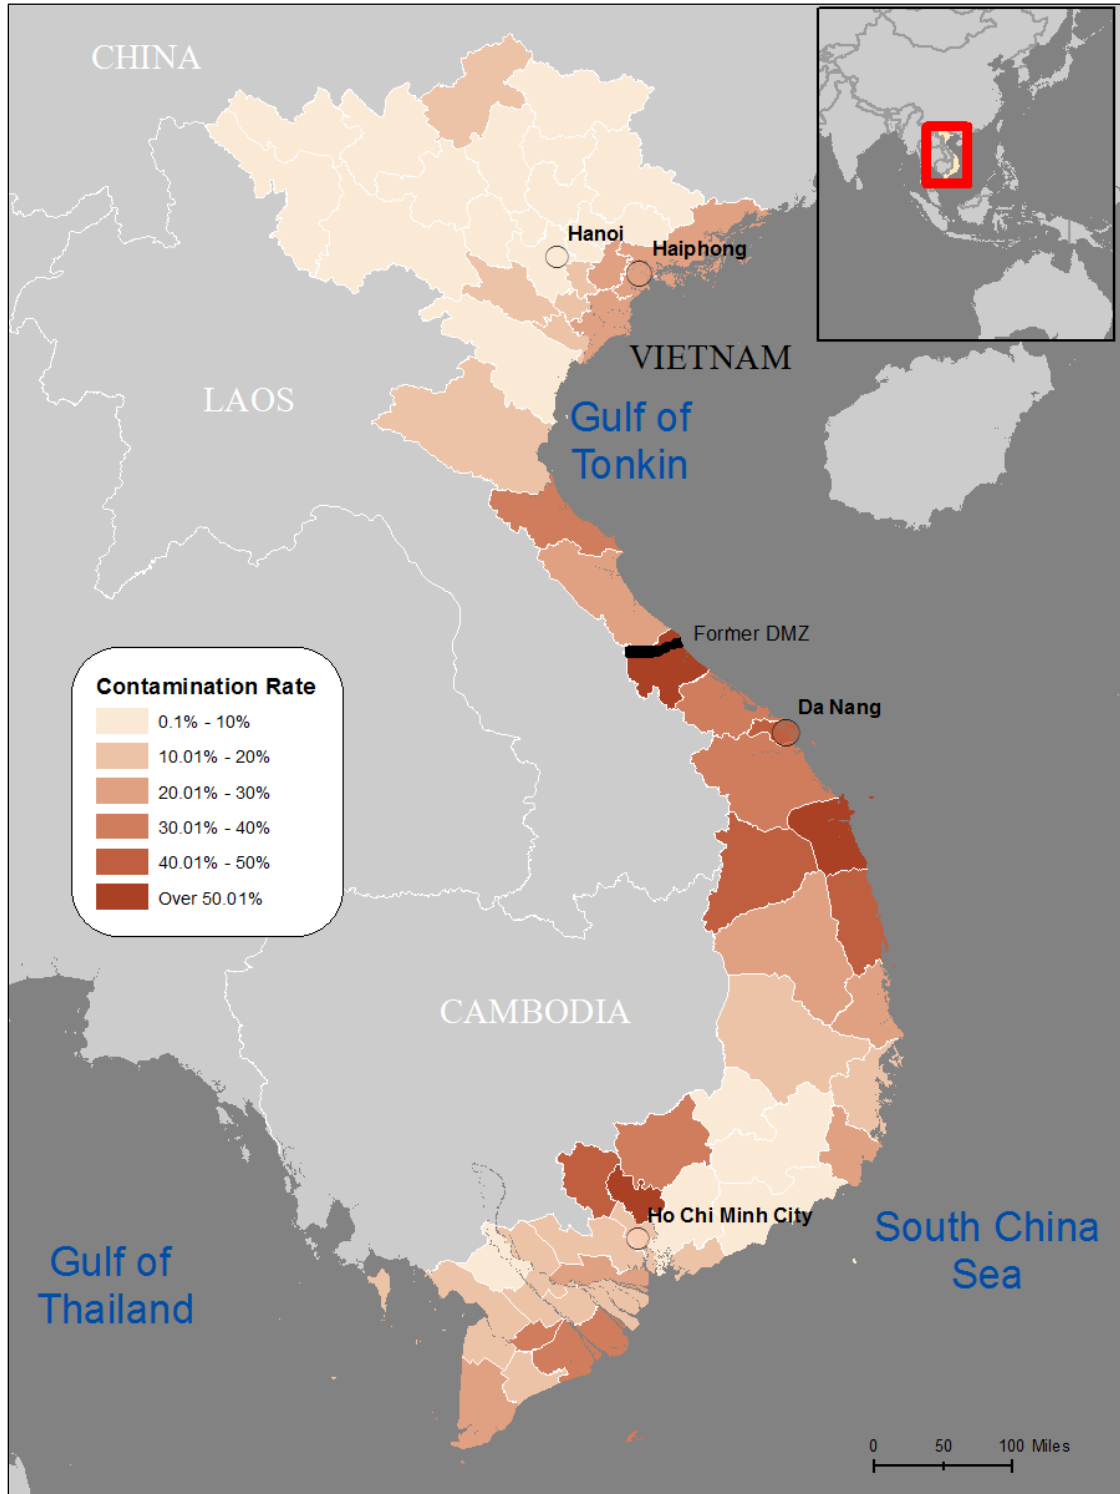 CHINA
Hanoi
Haiphong
VIETNAM
LAOS
Gulf of
Tonkin
Former DMZ
Contamination Rate
0.1% - 10%
10.01% - 20%
20.01% - 30%
30.01% - 40%
40.01% - 50%
Over 50.01%
Da Nang
CAMBODIA
Ho Chi Minh City
South China
Sea
Gulf of
Thailand
0 50 100 Miles